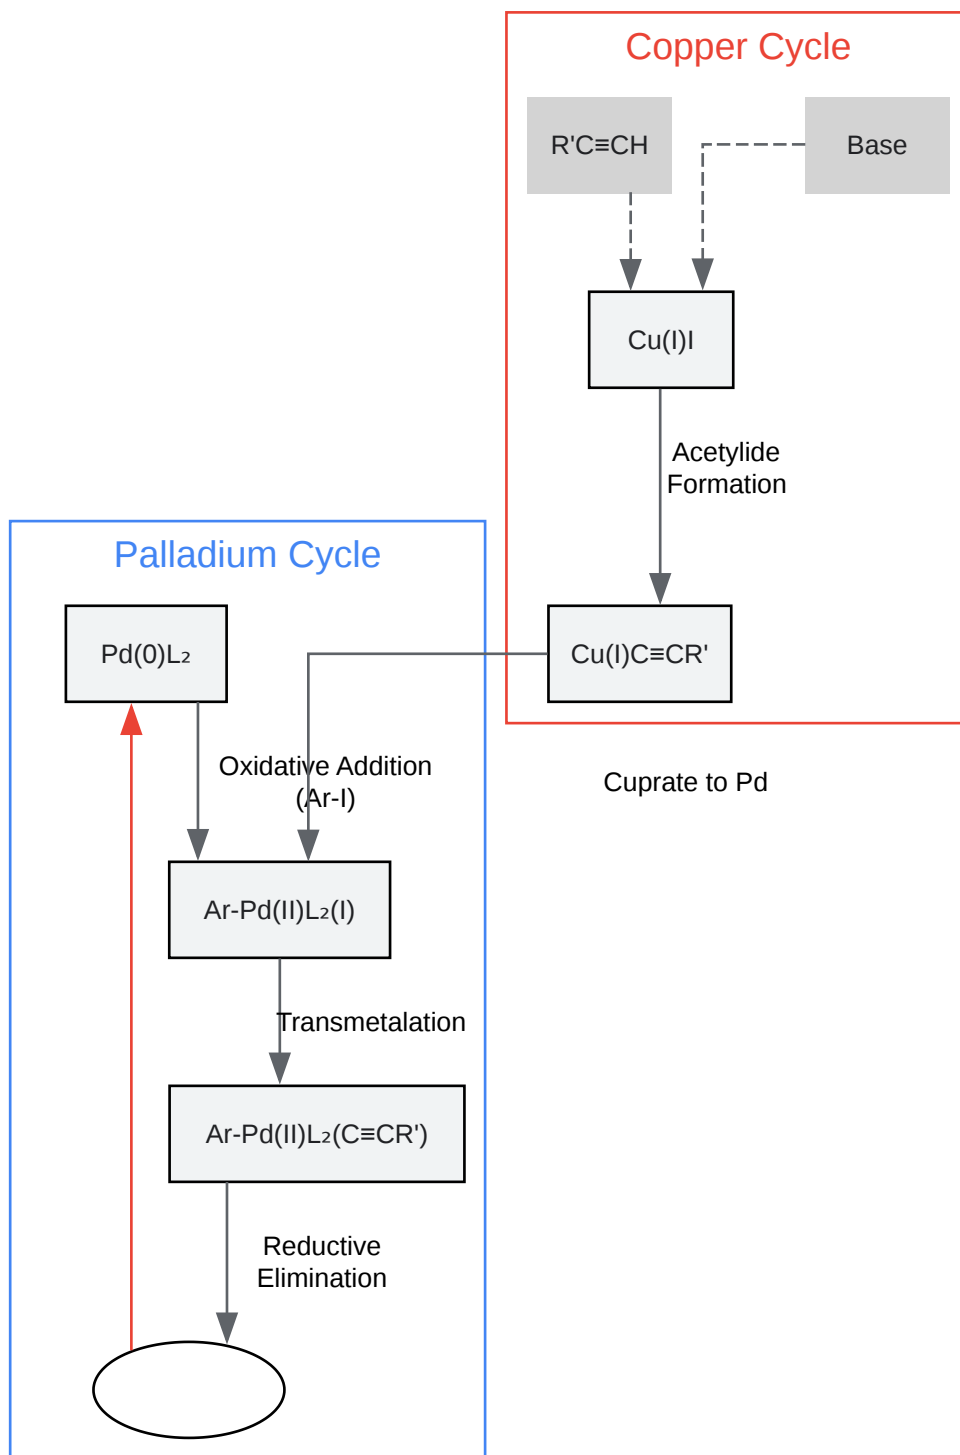 Copper Cycle
R'C≡CH
Base
Cu(I)I
Acetylide
Formation
Palladium Cycle
Pd(0)L₂
Cu(I)C≡CR'
Oxidative Addition
(Ar-I)
Cuprate to Pd
Ar-Pd(II)L₂(I)
Transmetalation
Ar-Pd(II)L₂(C≡CR')
Reductive
Elimination